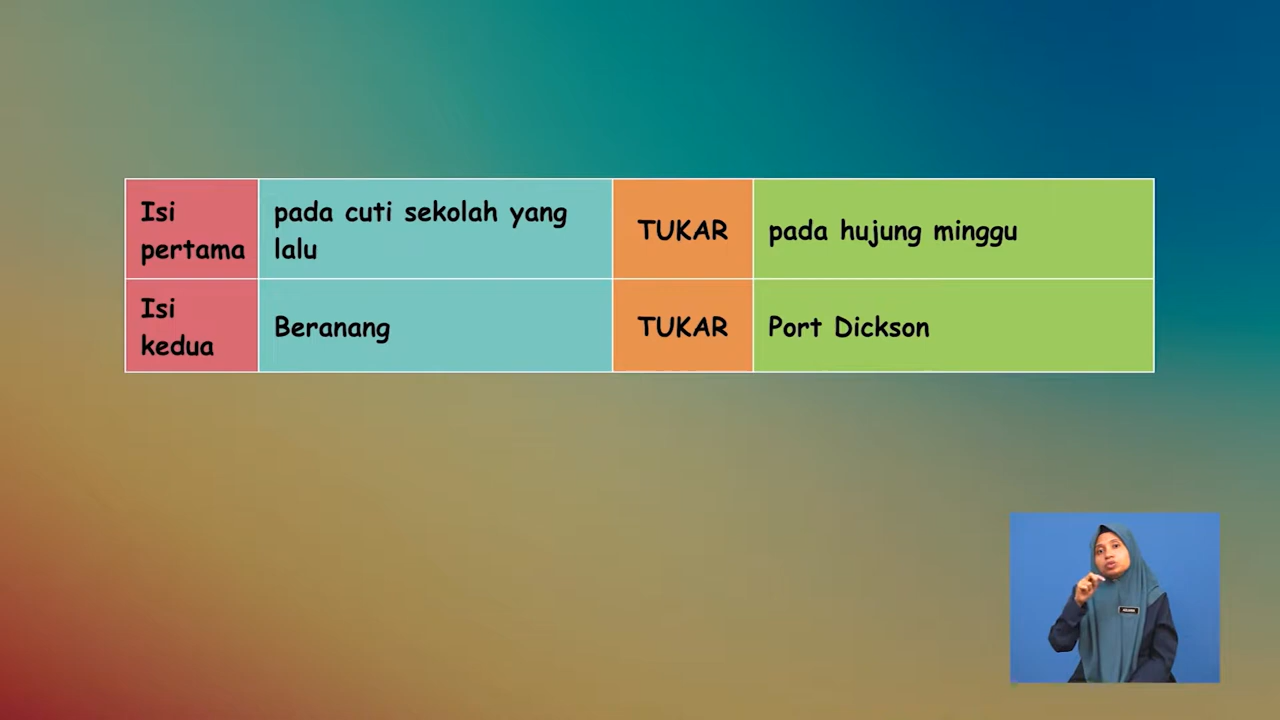 Isi
pertama
pada cuti sekolah yang
lalu
TUKAR
pada hujung minggu
Isi
kedua
Beranang
TUKAR
Port Dickson